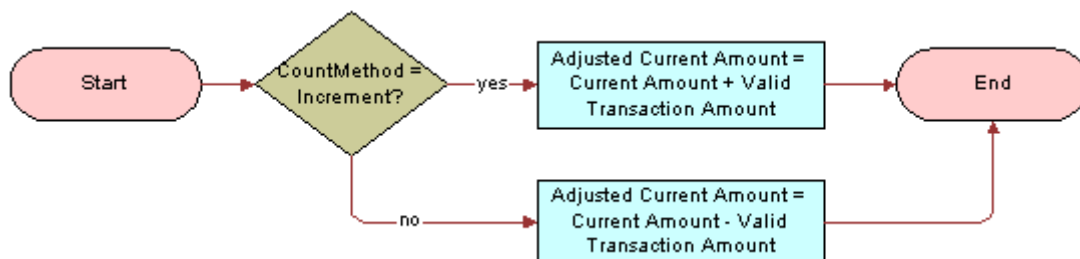 Start
CountMethod =
Increment?
yes
Adjusted Current Amount =
Current Amount + Valid
Transaction Amount
End
no
Adjusted Current Amount =
Current Amount - Valid
Transaction Amount